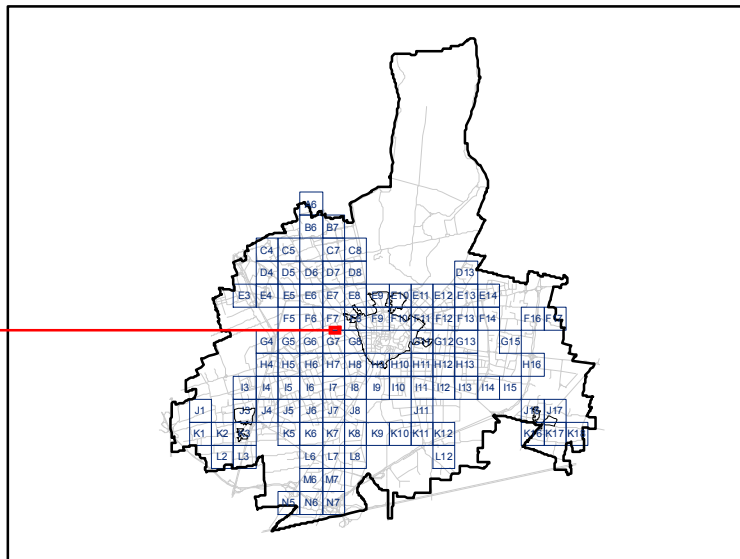 A6
B6 B7
C4 C5 C7 C8
D4 D5 D6 D7 D8 D13
E3 E4 E5 E6 E7 E8 E9 E10 E11 E12 E13 E14
F5 F6 F7 F9 F10 F11 F12 F13 F14 F16
G4 G5 G6 G7 G8 G12 G13 G15
H4 H5 H6 H7 H8 H10 H11 H12 H13 H16
I3 I4 I5 I6 I7 I8 I9 I10 I11 I12 I13 I14 I15
J1 J3 J4 J5 J6 J7 J8 J11 J17
K1 K2 K5 K6 K7 K8 K9 K10 K11 K12 K17
L2 L3 L6 L7 L8 L12
M6 M7
N5 N6 N7